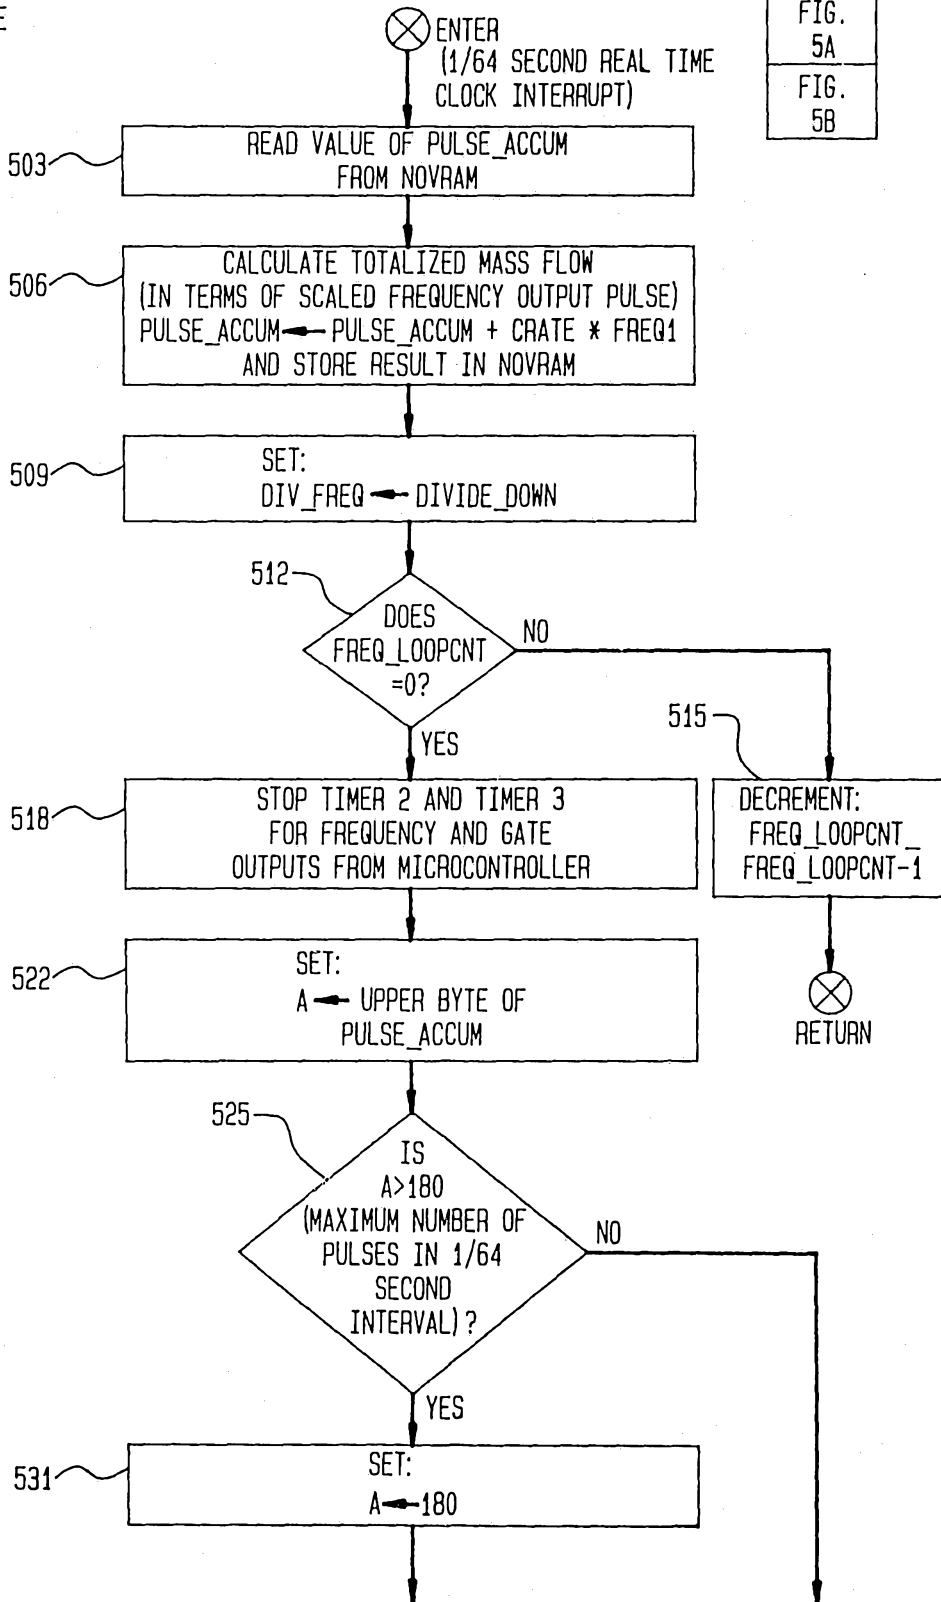 FIG.
5A
FIG.
5B
ENTER
(1/64 SECOND REAL TIME
CLOCK INTERRUPT)
503
READ VALUE OF PULSE_ACCUM
FROM NOVRAM
506
CALCULATE TOTALIZED MASS FLOW
(IN TERMS OF SCALED FREQUENCY OUTPUT PULSE)
PULSE_ACCUM ← PULSE_ACCUM + CRATE * FREQ1
AND STORE RESULT IN NOVRAM
509
SET:
DIV_FREQ ← DIVIDE_DOWN
512
DOES
FREQ_LOOPCNT
=0?
NO
YES
515
DECREMENT:
FREQ_LOOPCNT_
FREQ_LOOPCNT-1
RETURN
518
STOP TIMER 2 AND TIMER 3
FOR FREQUENCY AND GATE
OUTPUTS FROM MICROCONTROLLER
522
SET:
A ← UPPER BYTE OF
PULSE_ACCUM
525
IS
A>180
(MAXIMUM NUMBER OF
PULSES IN 1/64
SECOND
INTERVAL)?
NO
YES
531
SET:
A ← 180